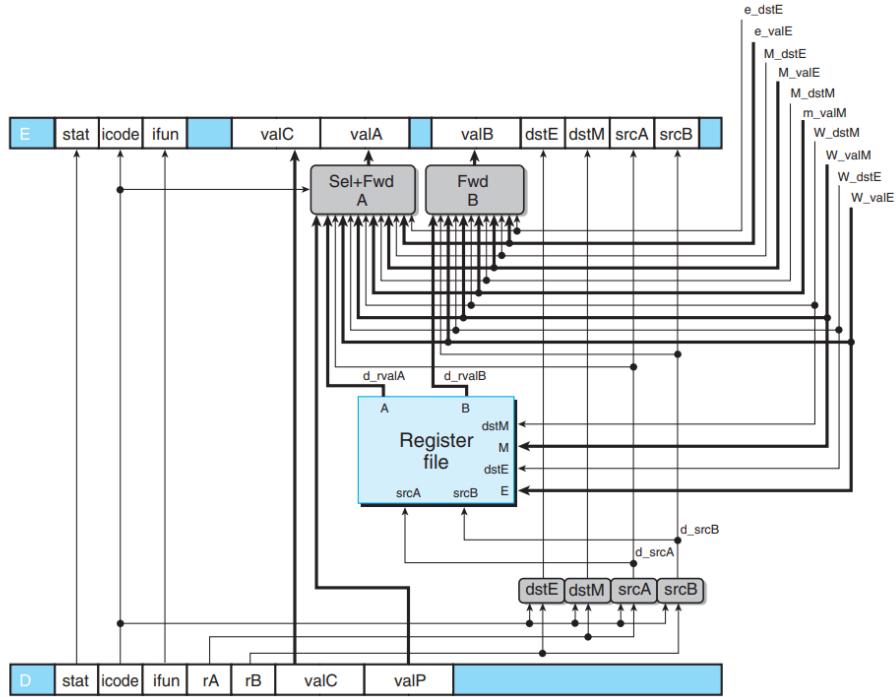 e_dstE
e_valE
M_dstE
M_valE
M_dstM
m_valM
W_dstM
W_valM
W_dstE
W_valE
E stat icode ifun valC valA valB dstE dstM srcA srcB
Sel+Fwd
A
Fwd
B
d_rvalA d_rvalB
A B
dstM
Register
file
M
dstE
srcA srcB E
d_srcB
d_srcA
dstE dstM srcA srcB
D stat icode ifun rA rB valC valP